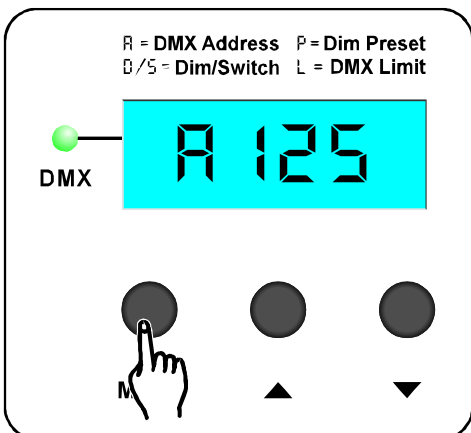 A = DMX Address P = Dim Preset
D/S = Dim/Switch L = DMX Limit
A125
DMX